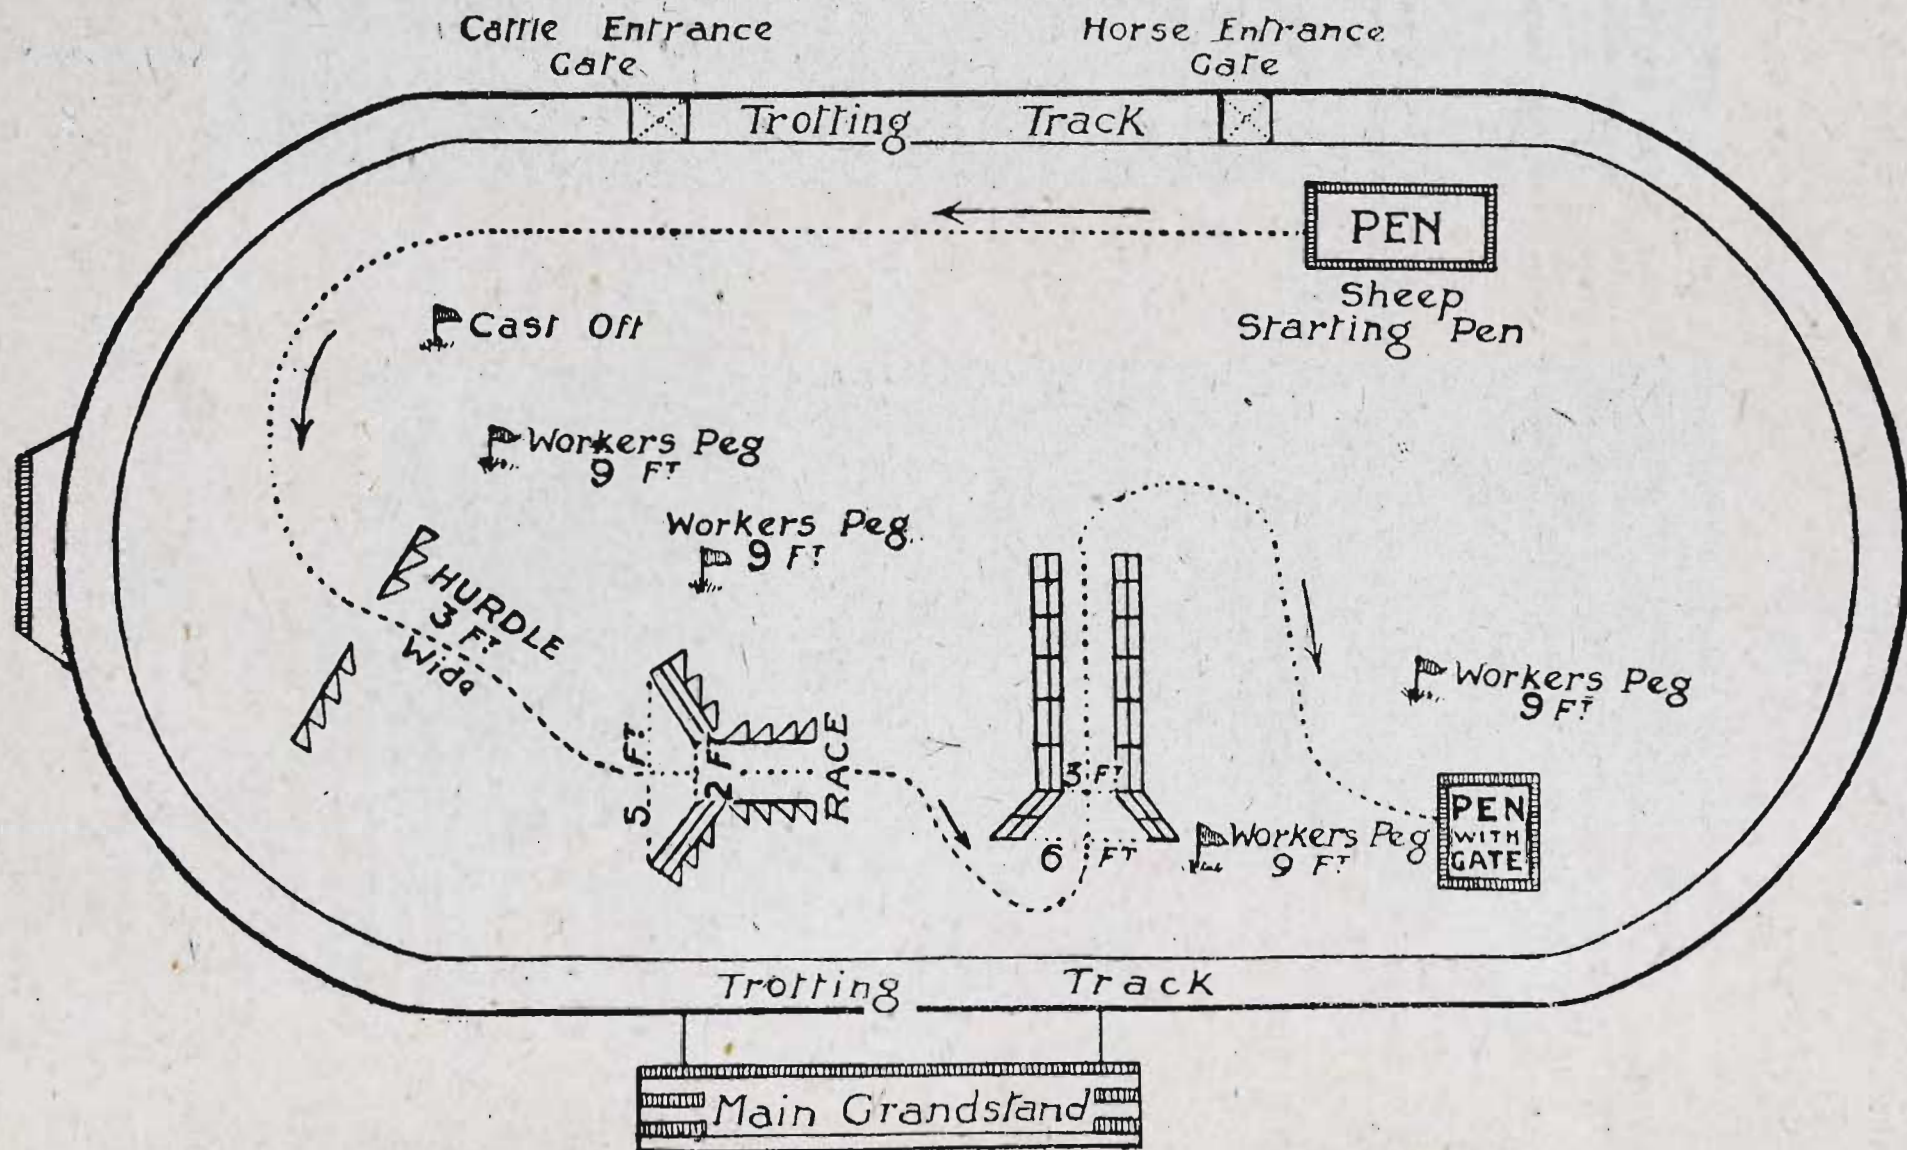 Cattle Entrance
Gate
Horse Entrance
Gate
Trotting Track
PEN
Sheep
Starting Pen
Cast Off
Workers Peg
9 FT
Workers Peg
9 FT
HURDLE
3 FT
Wide
5 FT
2 F
RACE
3 FT
6 FT
Workers Peg
9 FT
Workers Peg
9 FT
PEN
WITH
GATE
Trotting Track
Main Grandstand